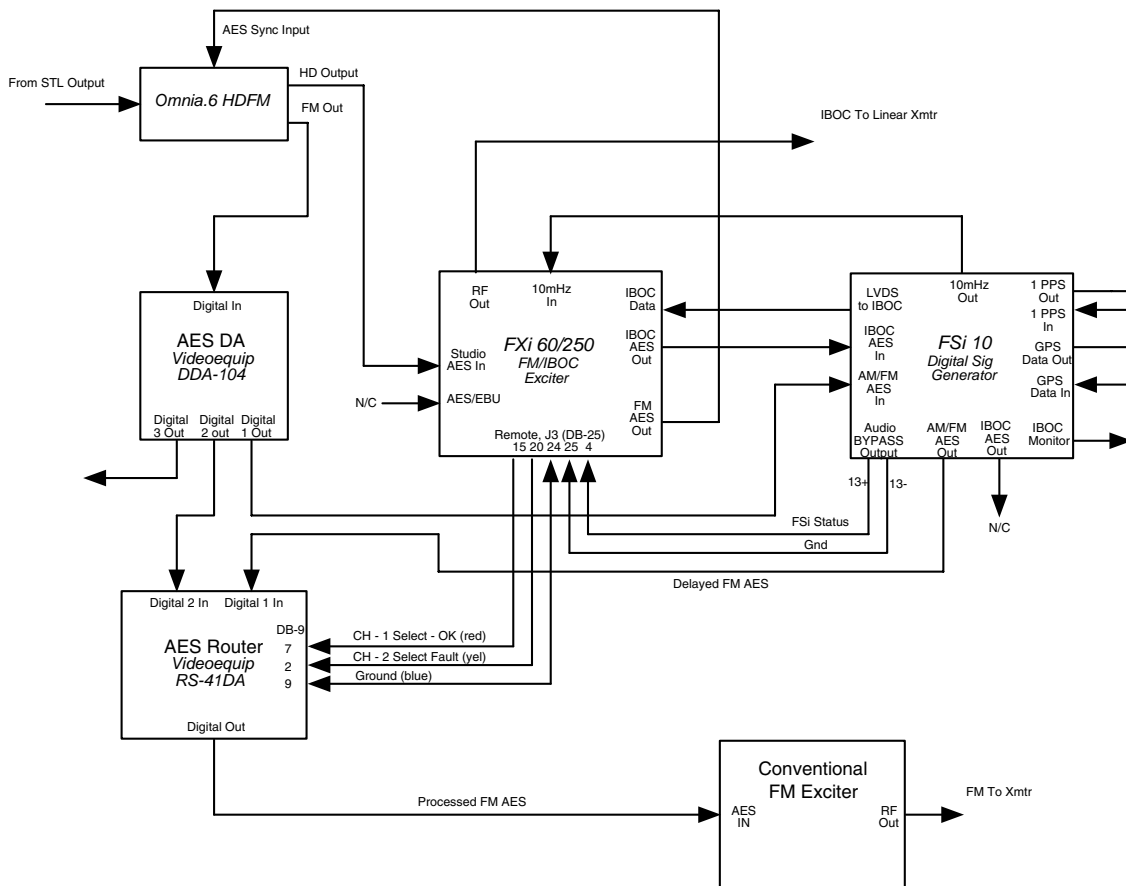 AES Sync Input
From STL Output
Omnia.6 HDFM
HD Output
FM Out
IBOC To Linear Xmtr
Digital In
AES DA
Videoequip
DDA-104
Digital
3 Out
Digital
2 out
Digital
1 Out
RF
Out
10mHz
In
IBOC
Data
FXi 60/250
FM/IBOC
Exciter
IBOC
AES
Out
Studio
AES In
N/C
AES/EBU
FM
AES
Out
Remote, J3 (DB-25)
15 20 24 25 4
LVDS
to IBOC
10mHz
Out
1 PPS
Out
1 PPS
In
IBOC
AES
In
FSi 10
Digital Sig
Generator
GPS
Data Out
AM/FM
AES
In
GPS
Data In
Audio
BYPASS
Output
AM/FM
AES
Out
IBOC
AES
Out
IBOC
Monitor
13+
13-
N/C
FSi Status
Gnd
Delayed FM AES
Digital 2 In
Digital 1 In
DB-9
AES Router
Videoequip
RS-41DA
7
2
9
CH - 1 Select - OK (red)
CH - 2 Select Fault (yel)
Ground (blue)
Digital Out
Processed FM AES
Conventional
FM Exciter
AES
IN
RF
Out
FM To Xmtr